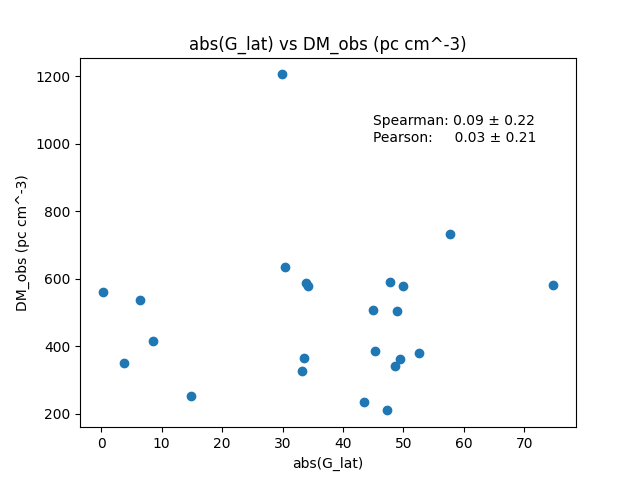 abs(G_lat) vs DM_obs (pc cm^-3)
1200
1000
800
600
400
200
DM_obs (pc cm^-3)
Spearman: 0.09 ± 0.22
Pearson: 0.03 ± 0.21
0 10 20 30 40 50 60 70
abs(G_lat)